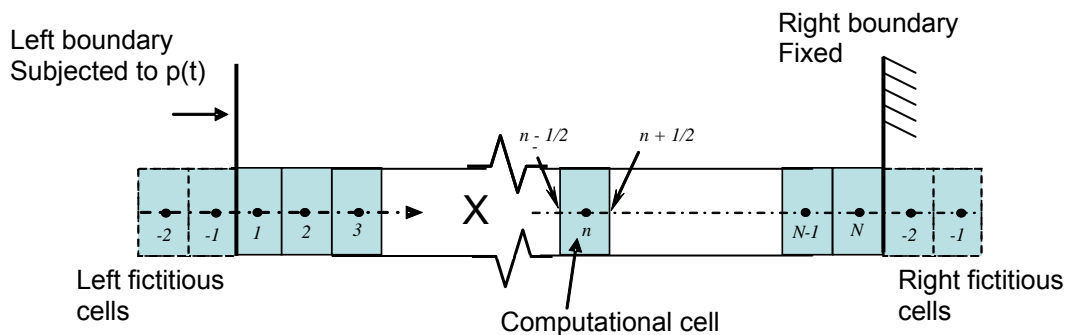 Left boundary
Subjected to p(t)
Right boundary
Fixed
n - 1/2
n + 1/2
-2 -1 1 2 3 X n N-1 N -2 -1
Left fictitious
cells
Right fictitious
cells
Computational cell